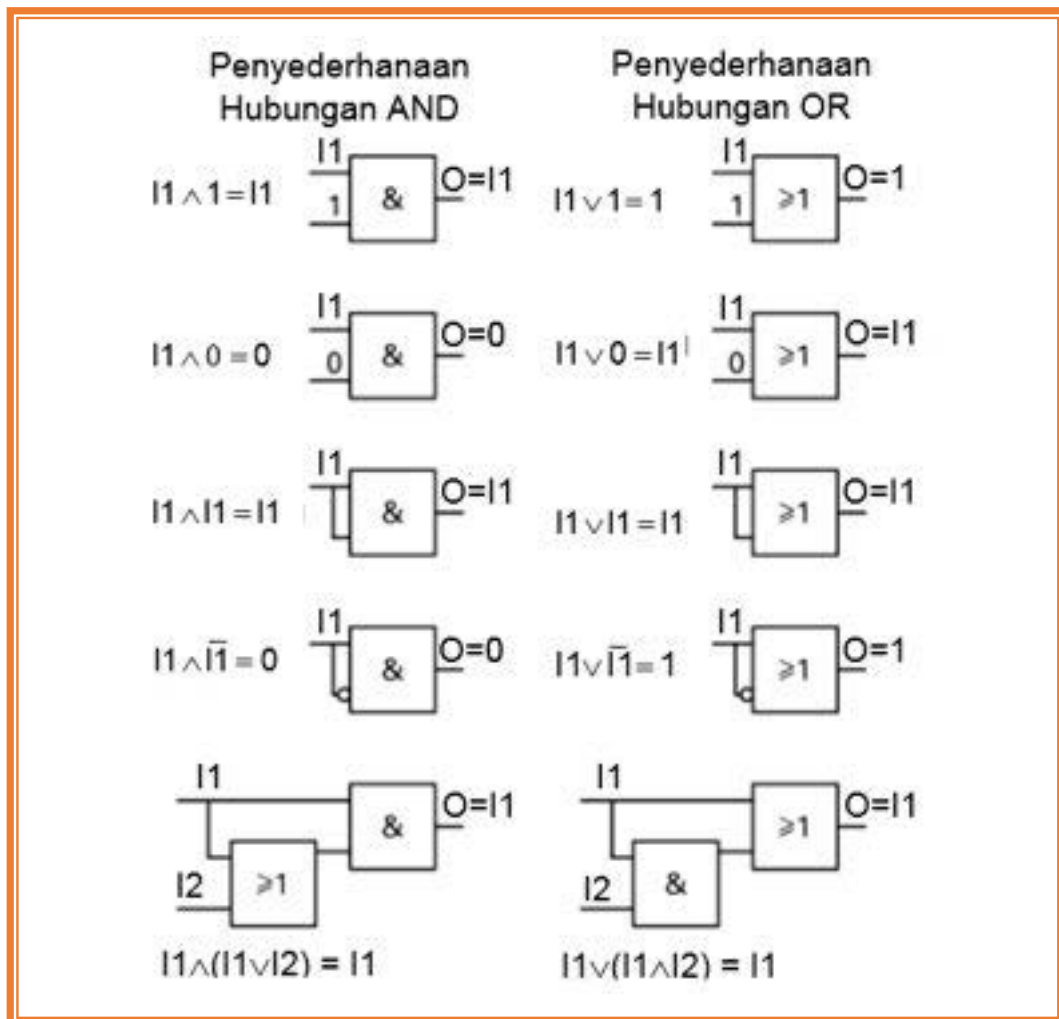 Penyederhanaan
Hubungan AND
I1 ∧ 1 = I1
I1
1
&
O=I1
I1 ∧ 0 = 0
I1
0
&
O=0
I1 ∧ I1 = I1
I1
&
O=I1
I1 ∧ I̅1̅ = 0
I1
&
O=0
I1
I2
≥1
&
O=I1
I1∧(I1∨I2) = I1
Penyederhanaan
Hubungan OR
I1 ∨ 1 = 1
I1
1
≥1
O=1
I1 ∨ 0 = I1
I1
0
≥1
O=I1
I1 ∨ I1 = I1
I1
≥1
O=I1
I1 ∨ I̅1̅ = 1
I1
≥1
O=1
I1
I2
&
≥1
O=I1
I1∨(I1∧I2) = I1